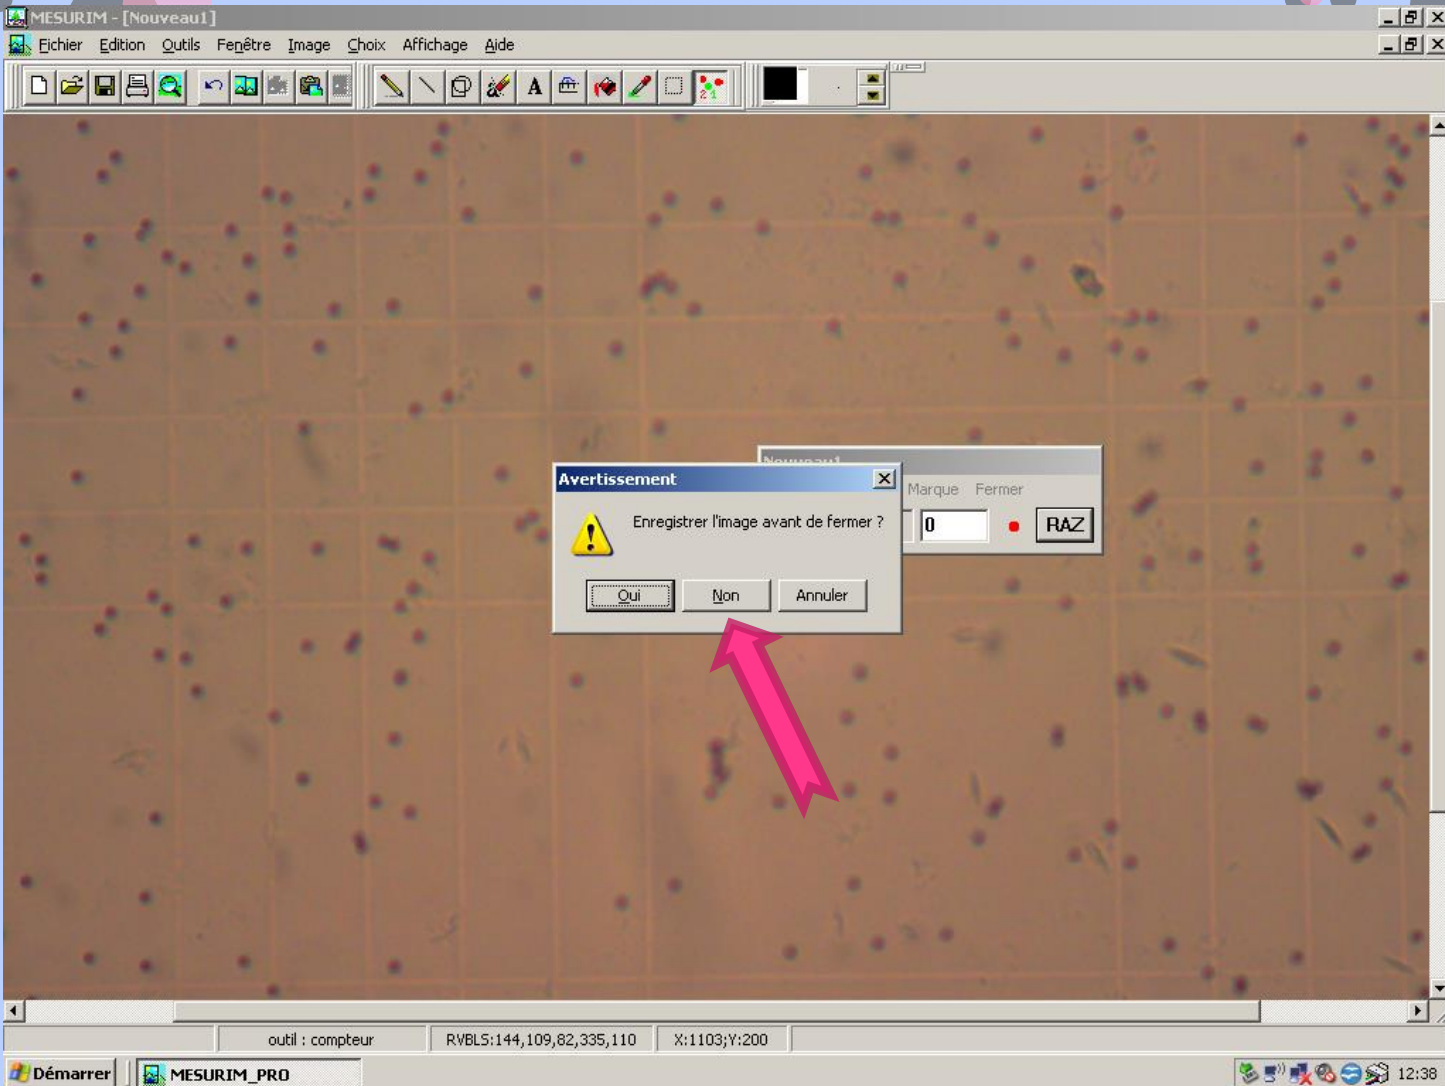 MESURIM - [Nouveau1]
Fichier Edition Outils Fenêtre Image Choix Affichage Aide
A
Nouveau1
Avertissement
Marque Fermer
Enregistrer l'image avant de fermer ?
0 RAZ
Oui Non Annuler
outil : compteur RVBLS:144,109,82,335,110 X:1103;Y:200
Démarrer MESURIM_PRO 12:38